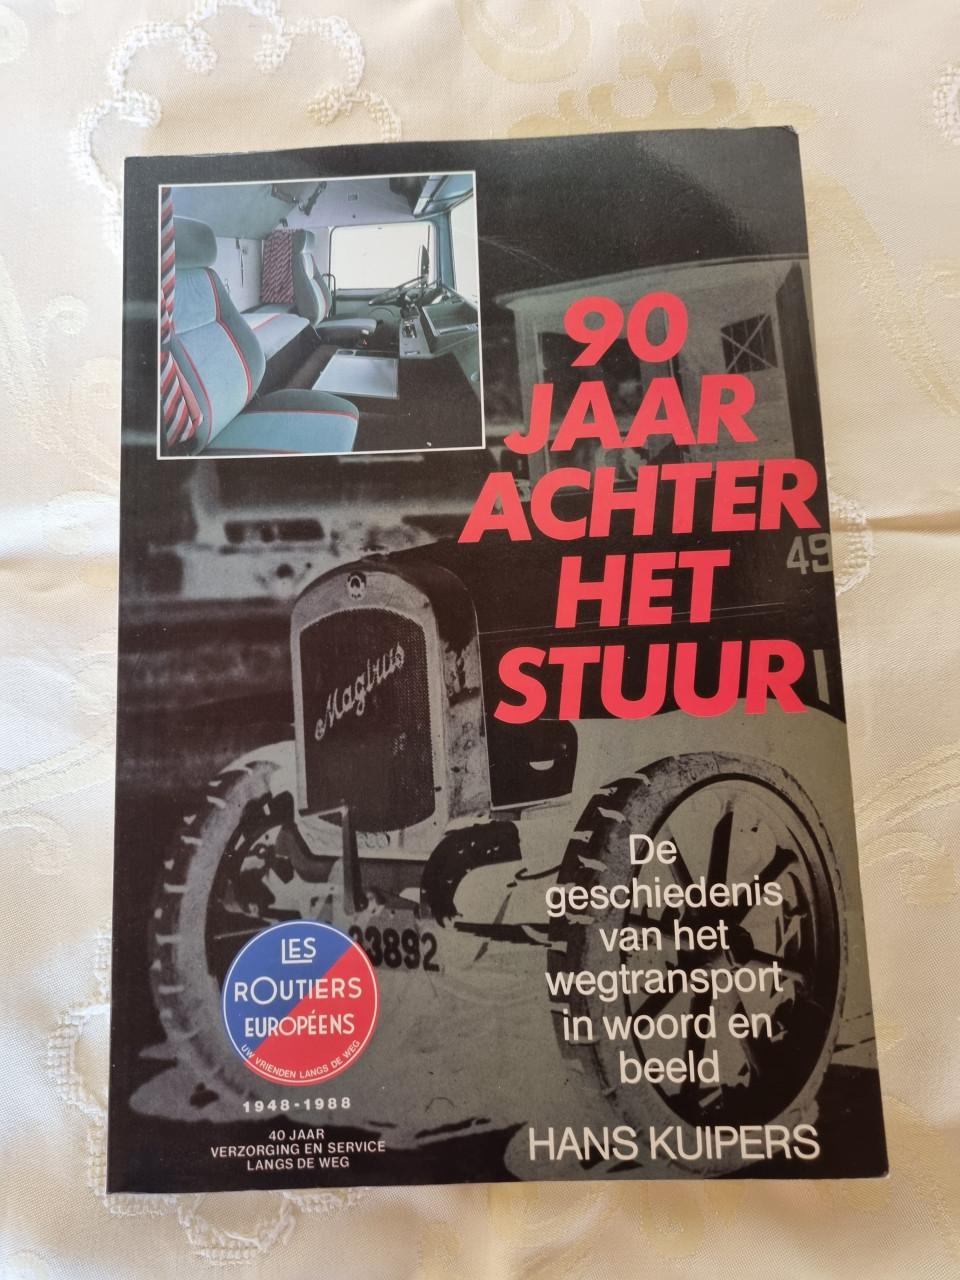 90
JAAR
ACHTER
HET
STUUR
49
Magirus
De
geschiedenis
van het
wegtransport
in woord en
beeld
HANS KUIPERS
33892
LES
ROUTIERS
EUROPÉENS
UW VRIENDEN LANGS DE WEG
1948-1988
40 JAAR
VERZORGING EN SERVICE
LANGS DE WEG